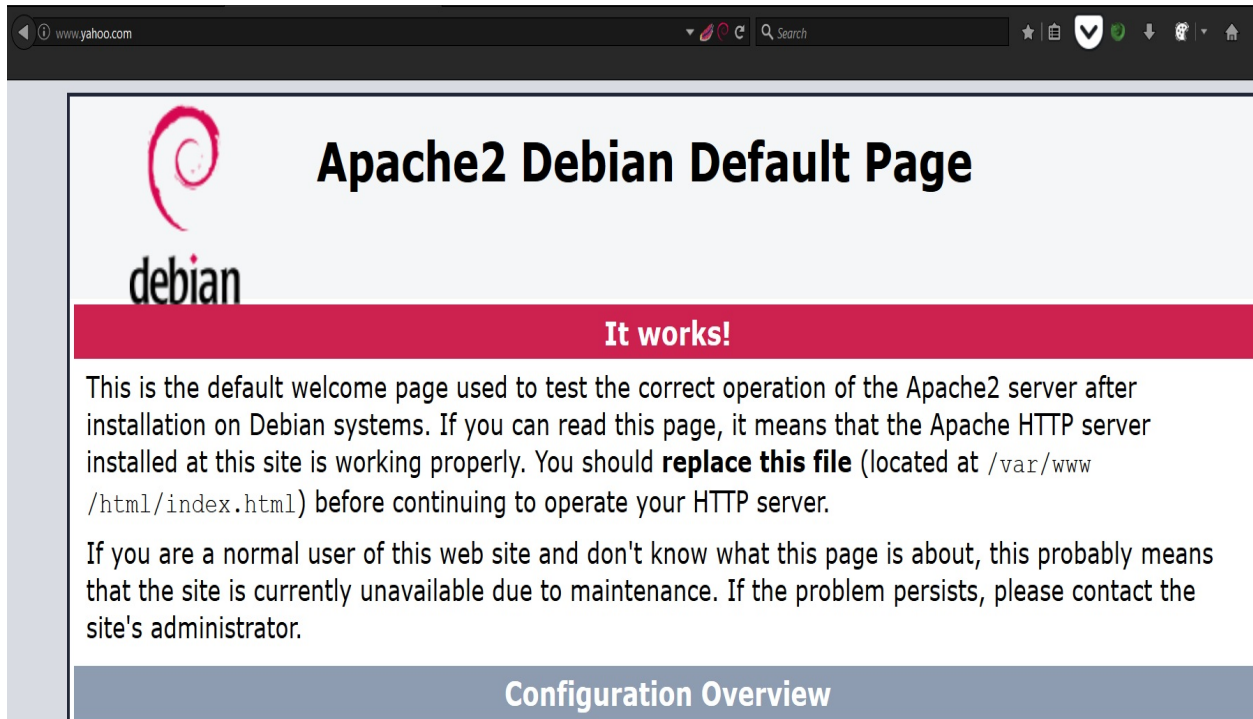 www.yahoo.com
Search
debian
Apache2 Debian Default Page
It works!
This is the default welcome page used to test the correct operation of the Apache2 server after
installation on Debian systems. If you can read this page, it means that the Apache HTTP server
installed at this site is working properly. You should replace this file (located at /var/www
/html/index.html) before continuing to operate your HTTP server.
If you are a normal user of this web site and don't know what this page is about, this probably means
that the site is currently unavailable due to maintenance. If the problem persists, please contact the
site's administrator.
Configuration Overview